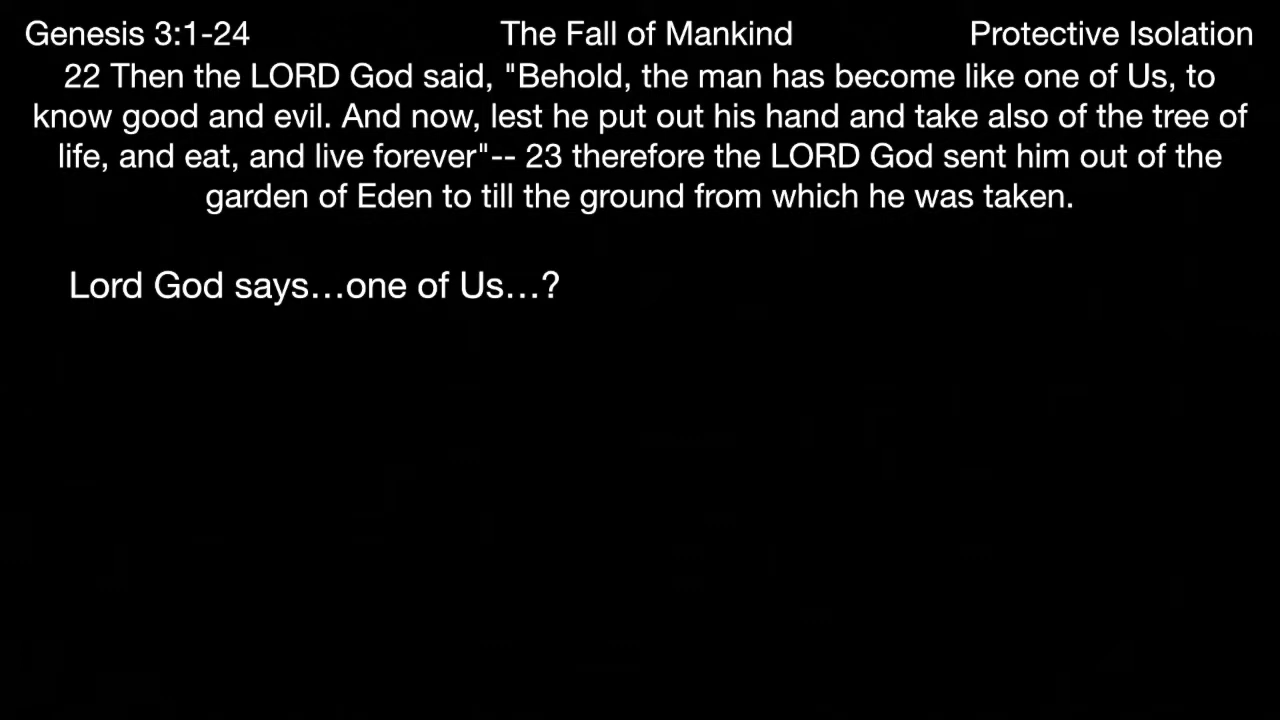 Genesis 3:1-24 The Fall of Mankind Protective Isolation
22 Then the LORD God said, "Behold, the man has become like one of Us, to
know good and evil. And now, lest he put out his hand and take also of the tree of
life, and eat, and live forever"-- 23 therefore the LORD God sent him out of the
garden of Eden to till the ground from which he was taken.
Lord God says…one of Us…?